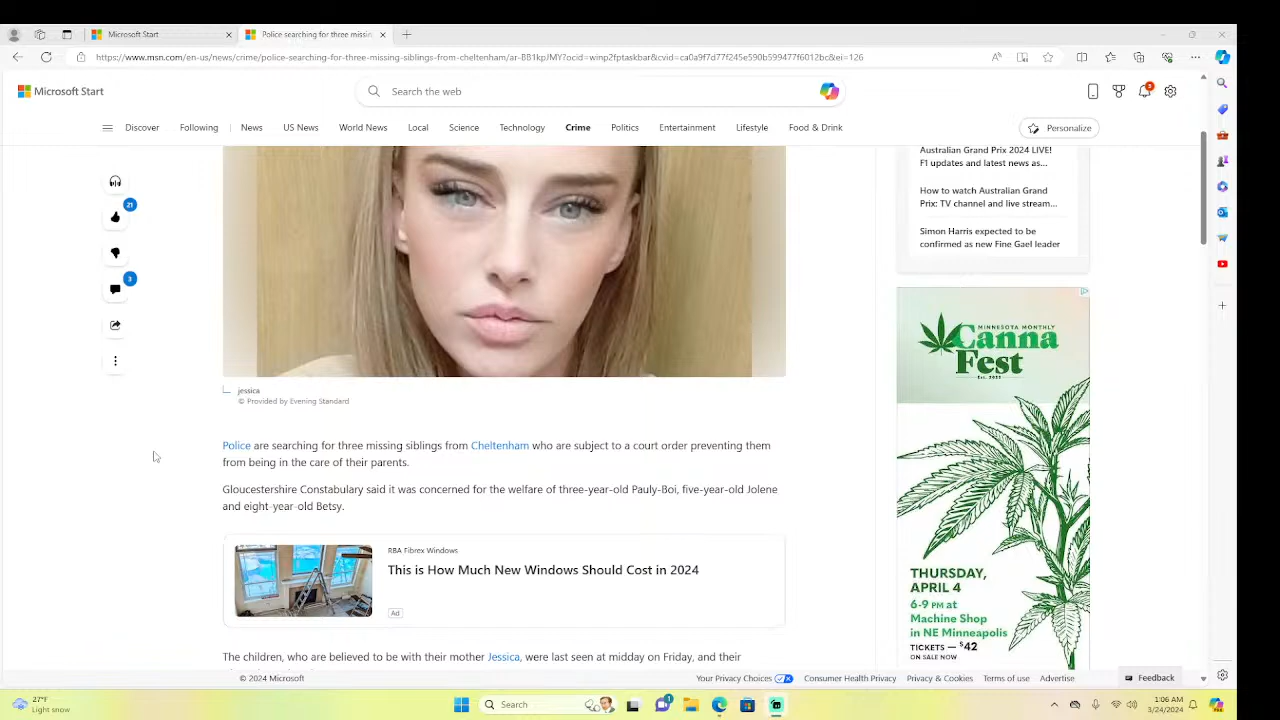 Microsoft Start
Police searching for three missin
https://www.msn.com/en-us/news/crime/police-searching-for-three-missing-siblings-from-cheltenham/ar-BB1kpJMY?ocid=winp2fptaskbar&cvid=ca0a9f7d77f245e590b599477f6012bc&ei=126
Microsoft Start
Search the web
3
Discover
Following
News
US News
World News
Local
Science
Technology
Crime
Politics
Entertainment
Lifestyle
Food & Drink
Personalize
21
3
Australian Grand Prix 2024 LIVE!
F1 updates and latest news as...
How to watch Australian Grand
Prix: TV channel and live stream...
Simon Harris expected to be
confirmed as new Fine Gael leader
jessica
© Provided by Evening Standard
Police are searching for three missing siblings from Cheltenham who are subject to a court order preventing them
from being in the care of their parents.
Gloucestershire Constabulary said it was concerned for the welfare of three-year-old Pauly-Boi, five-year-old Jolene
and eight-year-old Betsy.
RBA Fibrex Windows
This is How Much New Windows Should Cost in 2024
Ad
The children, who are believed to be with their mother Jessica, were last seen at midday on Friday, and their
MINNESOTA MONTHLY
Canna
Fest
THURSDAY,
APRIL 4
6-9 PM at
Machine Shop
in NE Minneapolis
TICKETS — $42
ON SALE NOW
© 2024 Microsoft
Your Privacy Choices
Consumer Health Privacy
Privacy & Cookies
Terms of use
Advertise
Feedback
27°F
Light snow
Search
1
1:06 AM
3/24/2024